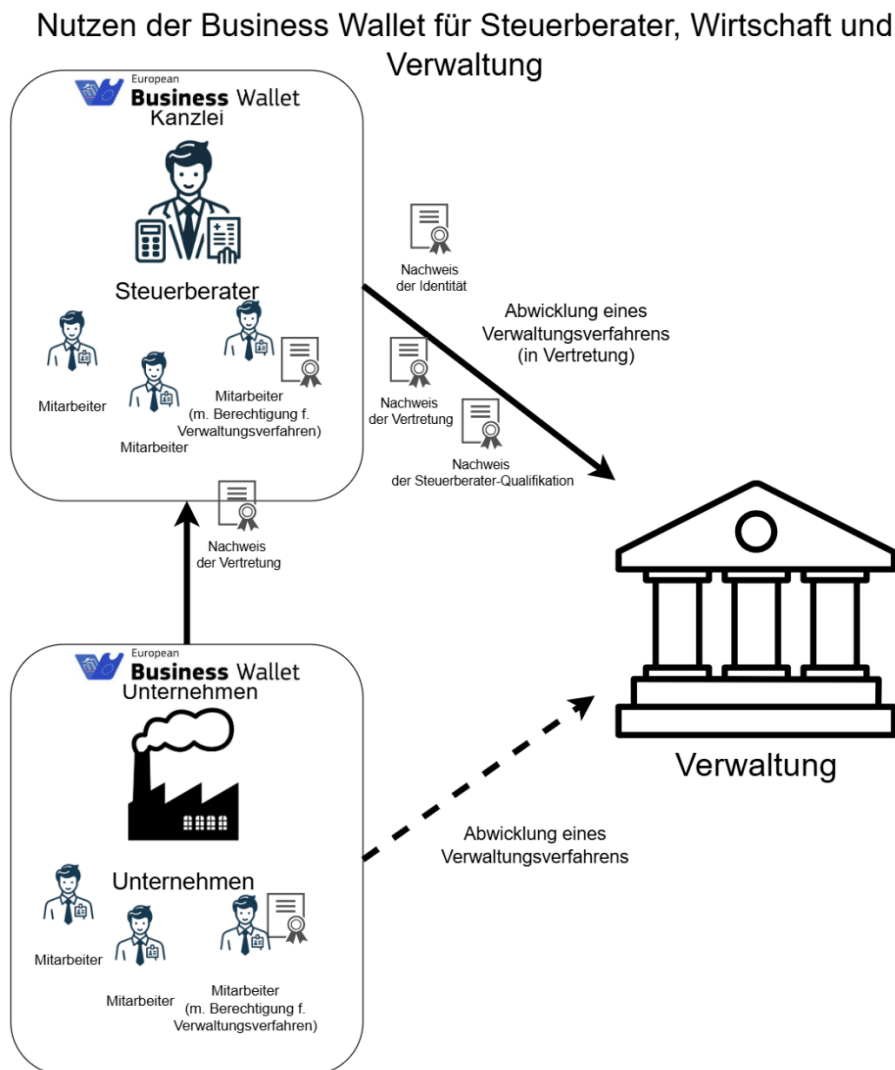 Nutzen der Business Wallet für Steuerberater, Wirtschaft und
Verwaltung
European
Business Wallet
Kanzlei
Steuerberater
Mitarbeiter
Mitarbeiter
Mitarbeiter
(m. Berechtigung f.
Verwaltungsverfahren)
Nachweis
der Identität
Abwicklung eines
Verwaltungsverfahrens
(in Vertretung)
Nachweis
der Vertretung
Nachweis
der Steuerberater-Qualifikation
Nachweis
der Vertretung
European
Business Wallet
Unternehmen
Unternehmen
Mitarbeiter
Mitarbeiter
Mitarbeiter
(m. Berechtigung f.
Verwaltungsverfahren)
Abwicklung eines
Verwaltungsverfahrens
Verwaltung